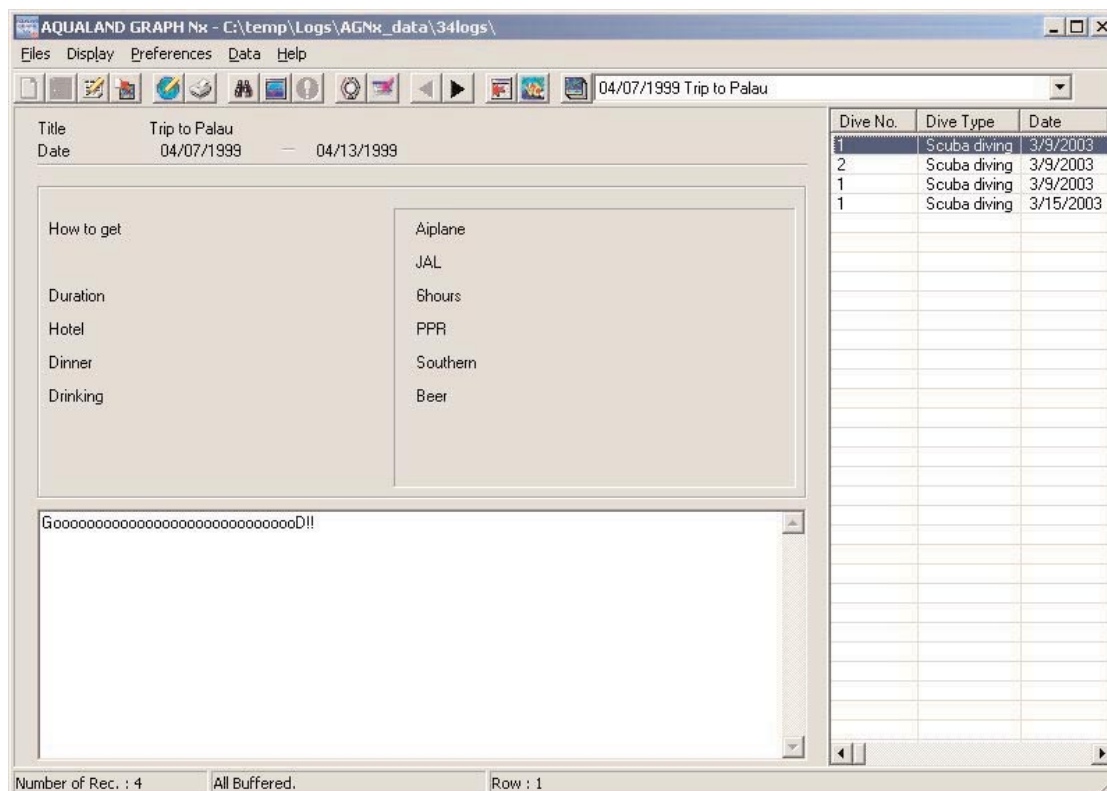 AQUALAND GRAPH Nx - C:\temp\Logs\AGNx_data\34logs\
Files Display Preferences Data Help
04/07/1999 Trip to Palau
Title Trip to Palau
Date 04/07/1999 — 04/13/1999
How to get Aiplane
JAL
Duration 6hours
Hotel PPR
Dinner Southern
Drinking Beer
GoooooooooooooooooooooooooooooD!!
Dive No. Dive Type Date
1 Scuba diving 3/9/2003
2 Scuba diving 3/9/2003
1 Scuba diving 3/9/2003
1 Scuba diving 3/15/2003
Number of Rec. : 4 All Buffered. Row : 1